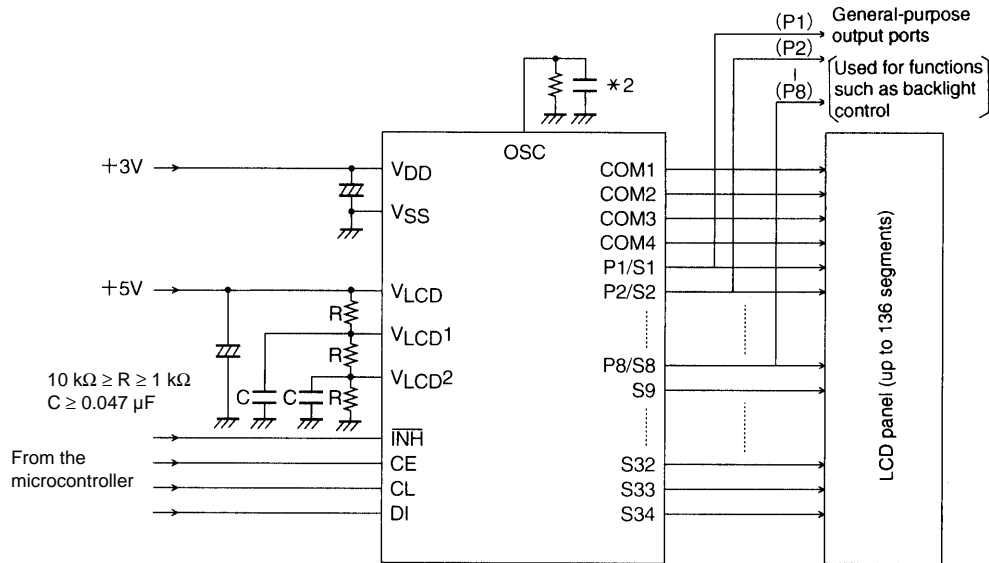 (P1)
General-purpose
output ports
(P2)
(P8)
Used for functions
such as backlight
control
*2
OSC
+3V
VDD
VSS
+5V
VLCD
R
VLCD1
R
VLCD2
R
C
C
10 kΩ ≥ R ≥ 1 kΩ
C ≥ 0.047 µF
INH
From the
microcontroller
CE
CL
DI
COM1
COM2
COM3
COM4
P1/S1
P2/S2
P8/S8
S9
S32
S33
S34
LCD panel (up to 136 segments)